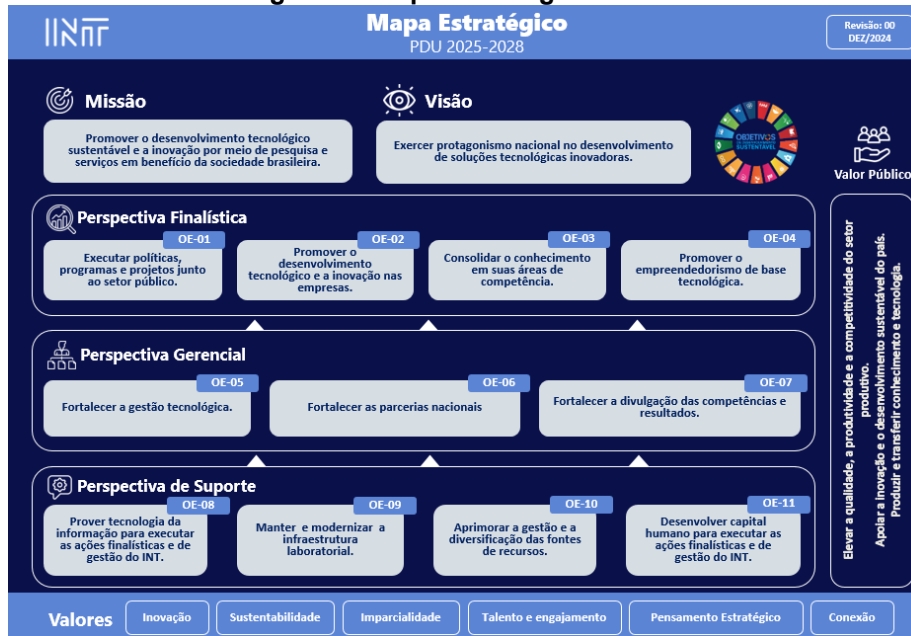 INT
Mapa Estratégico
PDU 2025-2028
Revisão: 00
DEZ/2024
Missão
Promover o desenvolvimento tecnológico
sustentável e a inovação por meio de pesquisa e
serviços em benefício da sociedade brasileira.
Visão
Exercer protagonismo nacional no desenvolvimento
de soluções tecnológicas inovadoras.
OBJETIVOS
DE DESENVOLVIMENTO
SUSTENTÁVEL
Valor Público
Elevar a qualidade, a produtividade e a competitividade do setor
produtivo.
Apoiar a Inovação e o desenvolvimento sustentável do país.
Produzir e transferir conhecimento e tecnologia.
Perspectiva Finalística
OE-01
Executar políticas,
programas e projetos junto
ao setor público.
OE-02
Promover o
desenvolvimento
tecnológico e a inovação nas
empresas.
OE-03
Consolidar o conhecimento
em suas áreas de
competência.
OE-04
Promover o
empreendedorismo de base
tecnológica.
Perspectiva Gerencial
OE-05
Fortalecer a gestão tecnológica.
OE-06
Fortalecer as parcerias nacionais
OE-07
Fortalecer a divulgação das competências e
resultados.
Perspectiva de Suporte
OE-08
Prover tecnologia da
informação para executar
as ações finalísticas e de
gestão do INT.
OE-09
Manter e modernizar a
infraestrutura
laboratorial.
OE-10
Aprimorar a gestão e a
diversificação das fontes
de recursos.
OE-11
Desenvolver capital
humano para executar as
ações finalísticas e de
gestão do INT.
Valores
Inovação
Sustentabilidade
Imparcialidade
Talento e engajamento
Pensamento Estratégico
Conexão